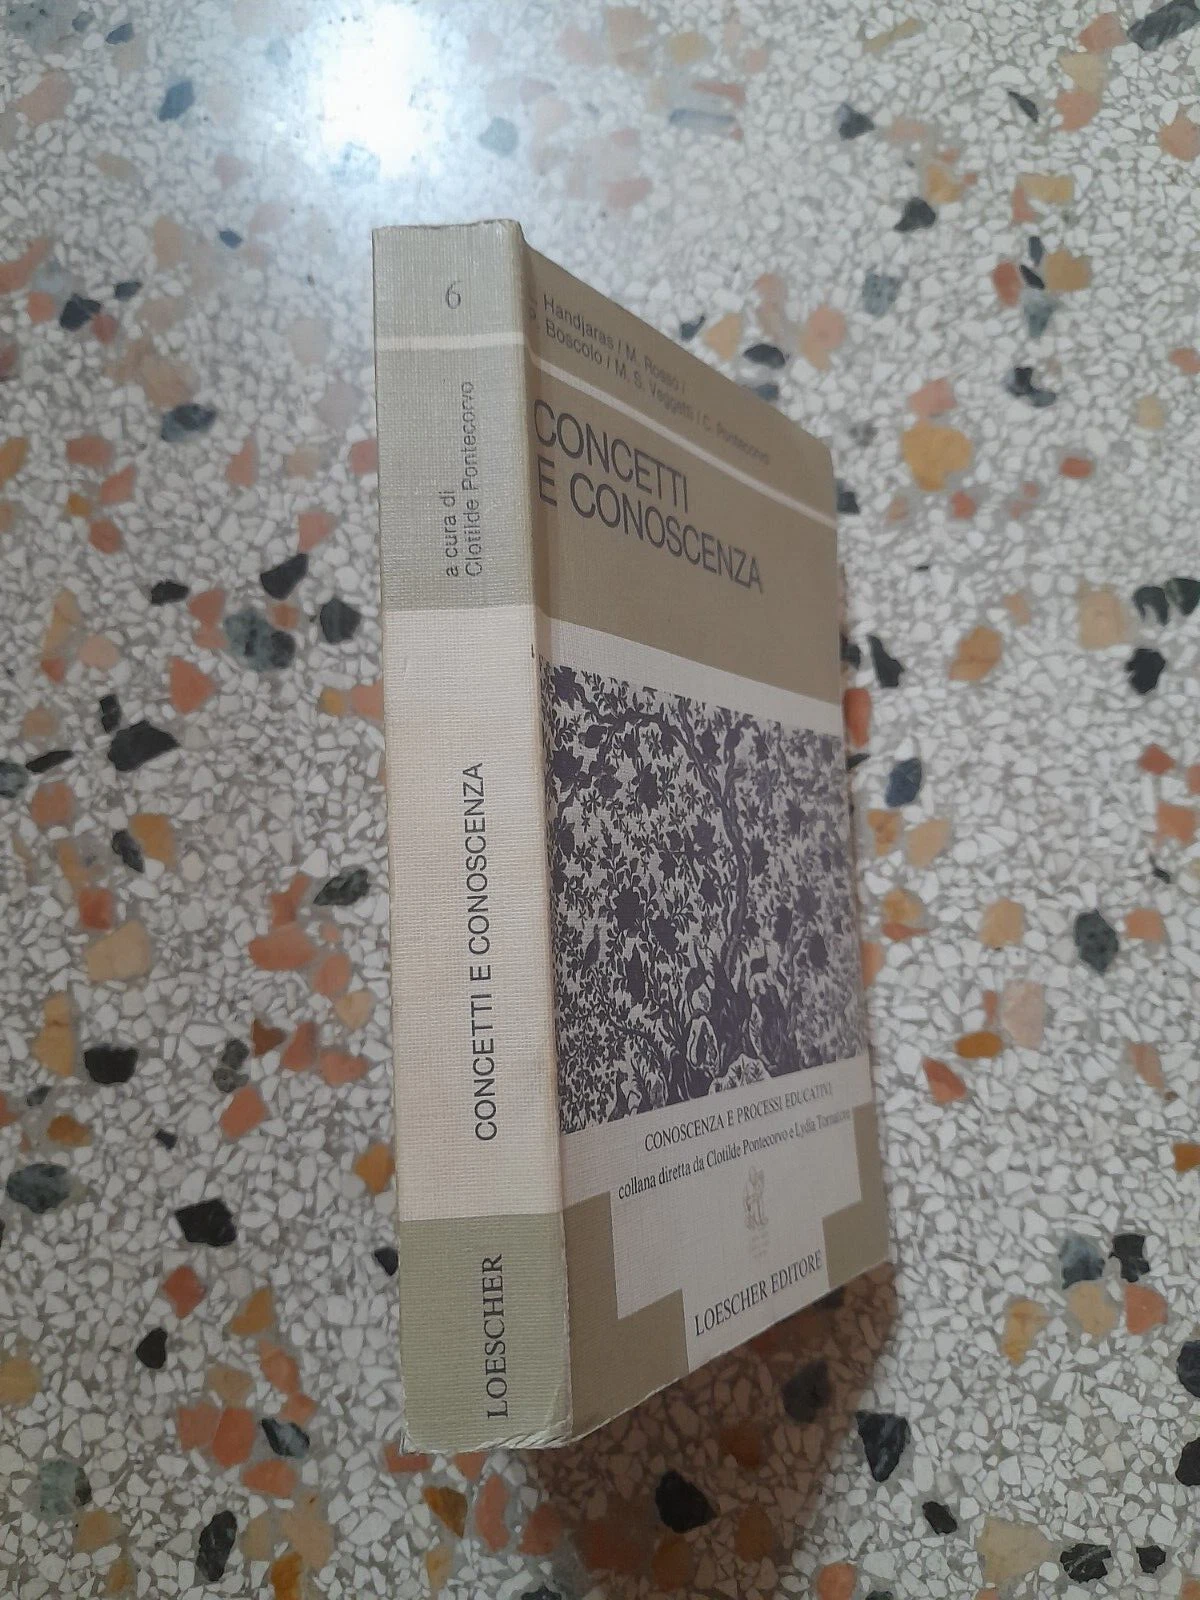 6
a cura di
Clotilde Pontecorvo
CONCETTI E CONOSCENZA
LOESCHER
Handjaras / M. Rosso /
P. Boscolo / M. S. Veggetti / C. Pontecorvo
CONCETTI
E CONOSCENZA
CONOSCENZA E PROCESSI EDUCATIVI
collana diretta da Clotilde Pontecorvo e Lydia Tornatore
LOESCHER EDITORE